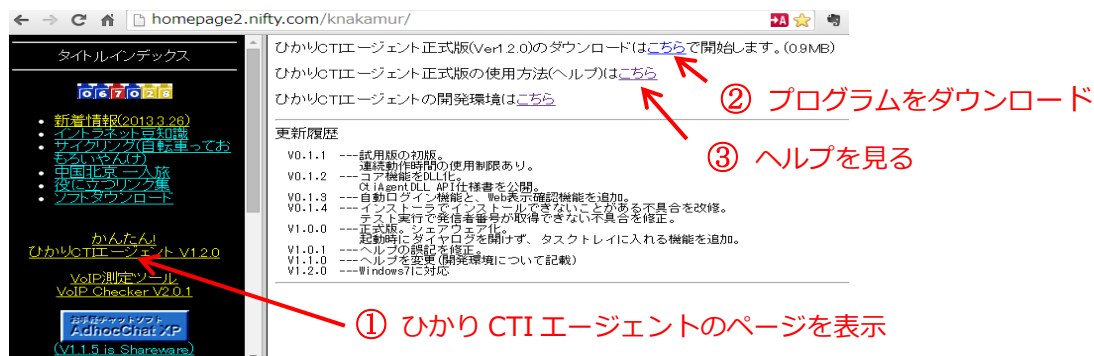 homepage2.nifty.com/knakamur/
タイトルインデックス
067026
新着情報(2013.3.26)
イントラネット豆知識
サイクリング(自転車ってお
もろいやん(?)
中国北京 一人旅
役に立つリンク集
ソフトダウンロード
かんたん!
ひかりCTIエージェント V1.2.0
VoIP測定ツール
VoIP Checker V2.0.1
お手軽チャットソフト
AdhocChat XP
(V1.1.5 is Shareware)
ひかりCTIエージェント正式版(Ver1.2.0)のダウンロードはこちらで開始します。(0.9MB)
ひかりCTIエージェント正式版の使用方法(ヘルプ)はこちら
ひかりCTIエージェントの開発環境はこちら
更新履歴
V0.1.1 ---試用版の初版。
連続動作時間の使用制限あり。
V0.1.2 ---コア機能をDLL化。
CtiAgentDLL API仕様書を公開。
V0.1.3 ---自動ログイン機能と、Web表示確認機能を追加。
V0.1.4 ---インストーラでインストールできないことがある不具合を改修。
テスト実行で発信者番号が取得できない不具合を修正。
V1.0.0 ---正式版。シェアウェア化。
起動時にダイヤログを開けず、タスクトレイに入れる機能を追加。
V1.0.1 ---ヘルプの誤記を修正。
V1.1.0 ---ヘルプを変更(開発環境について記載)
V1.2.0 ---Windows7に対応
② プログラムをダウンロード
③ ヘルプを見る
① ひかり CTI エージェントのページを表示